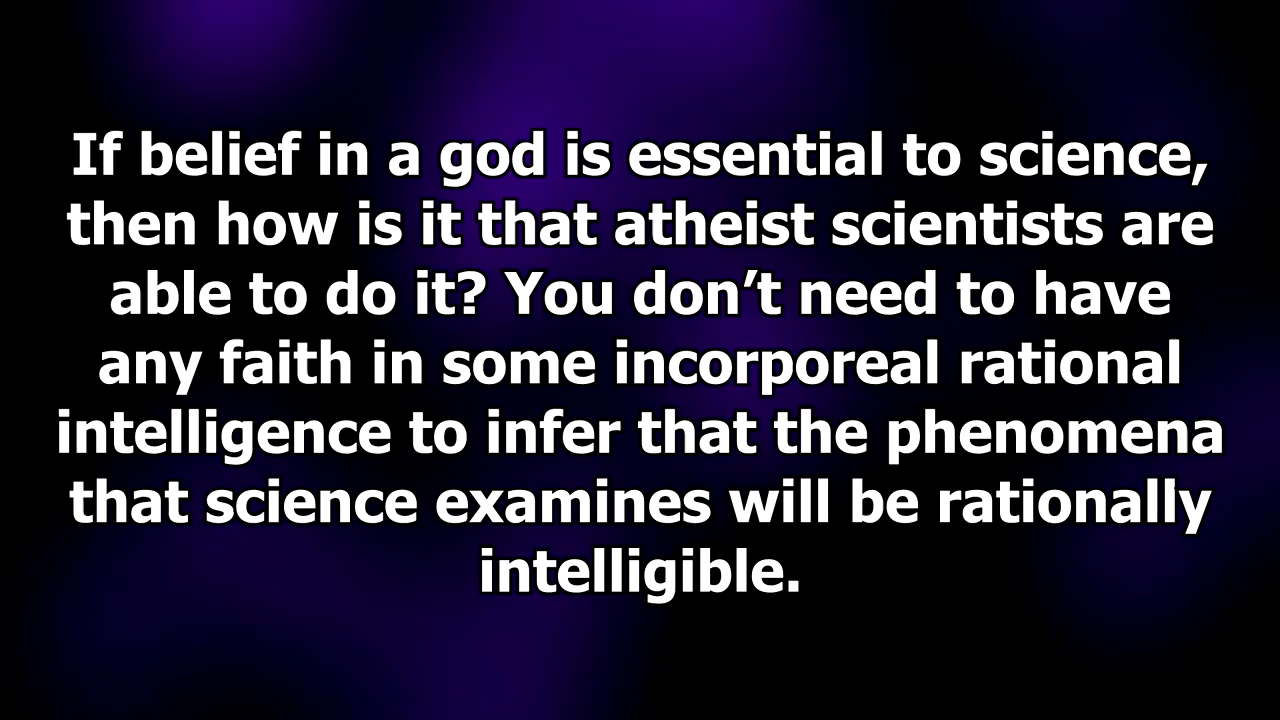 If belief in a god is essential to science,
then how is it that atheist scientists are
able to do it? You don’t need to have
any faith in some incorporeal rational
intelligence to infer that the phenomena
that science examines will be rationally
intelligible.